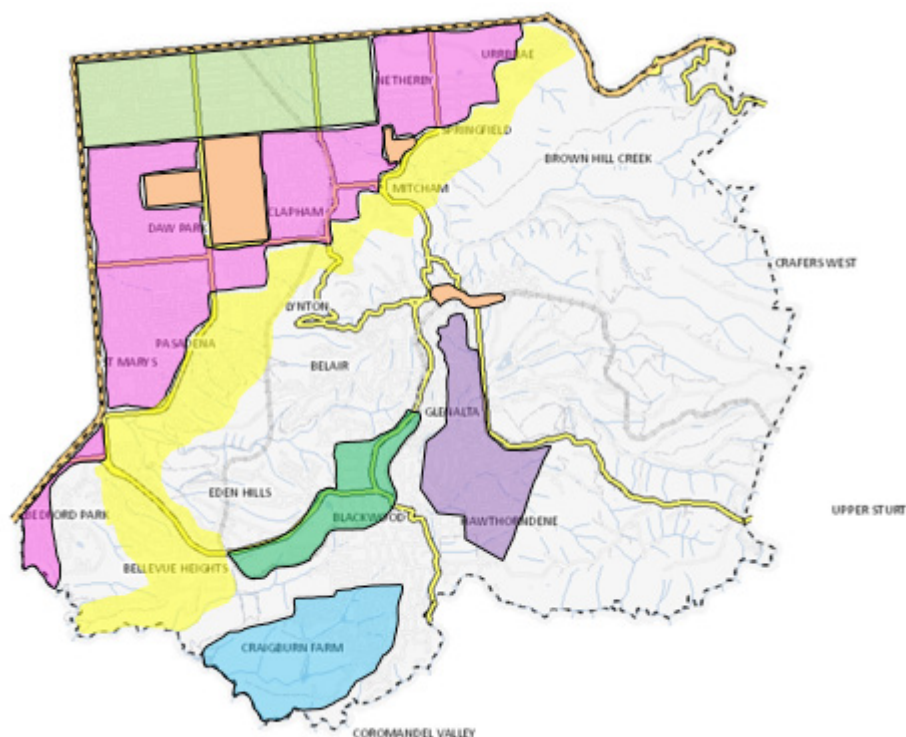 URRBRAE
NETHERBY
SPRINGFIELD
BROWN HILL CREEK
MITCHAM
CLAPHAM
DAW PARK
CRAFERS WEST
LYNTON
PASADENA
ST MARYS
BELAIR
GLENALTA
EDEN HILLS
BEDFORD PARK
BLACKWOOD
HAWTHORNDENE
UPPER STURT
BELLEVUE HEIGHTS
CRAIGBURN FARM
COROMANDEL VALLEY